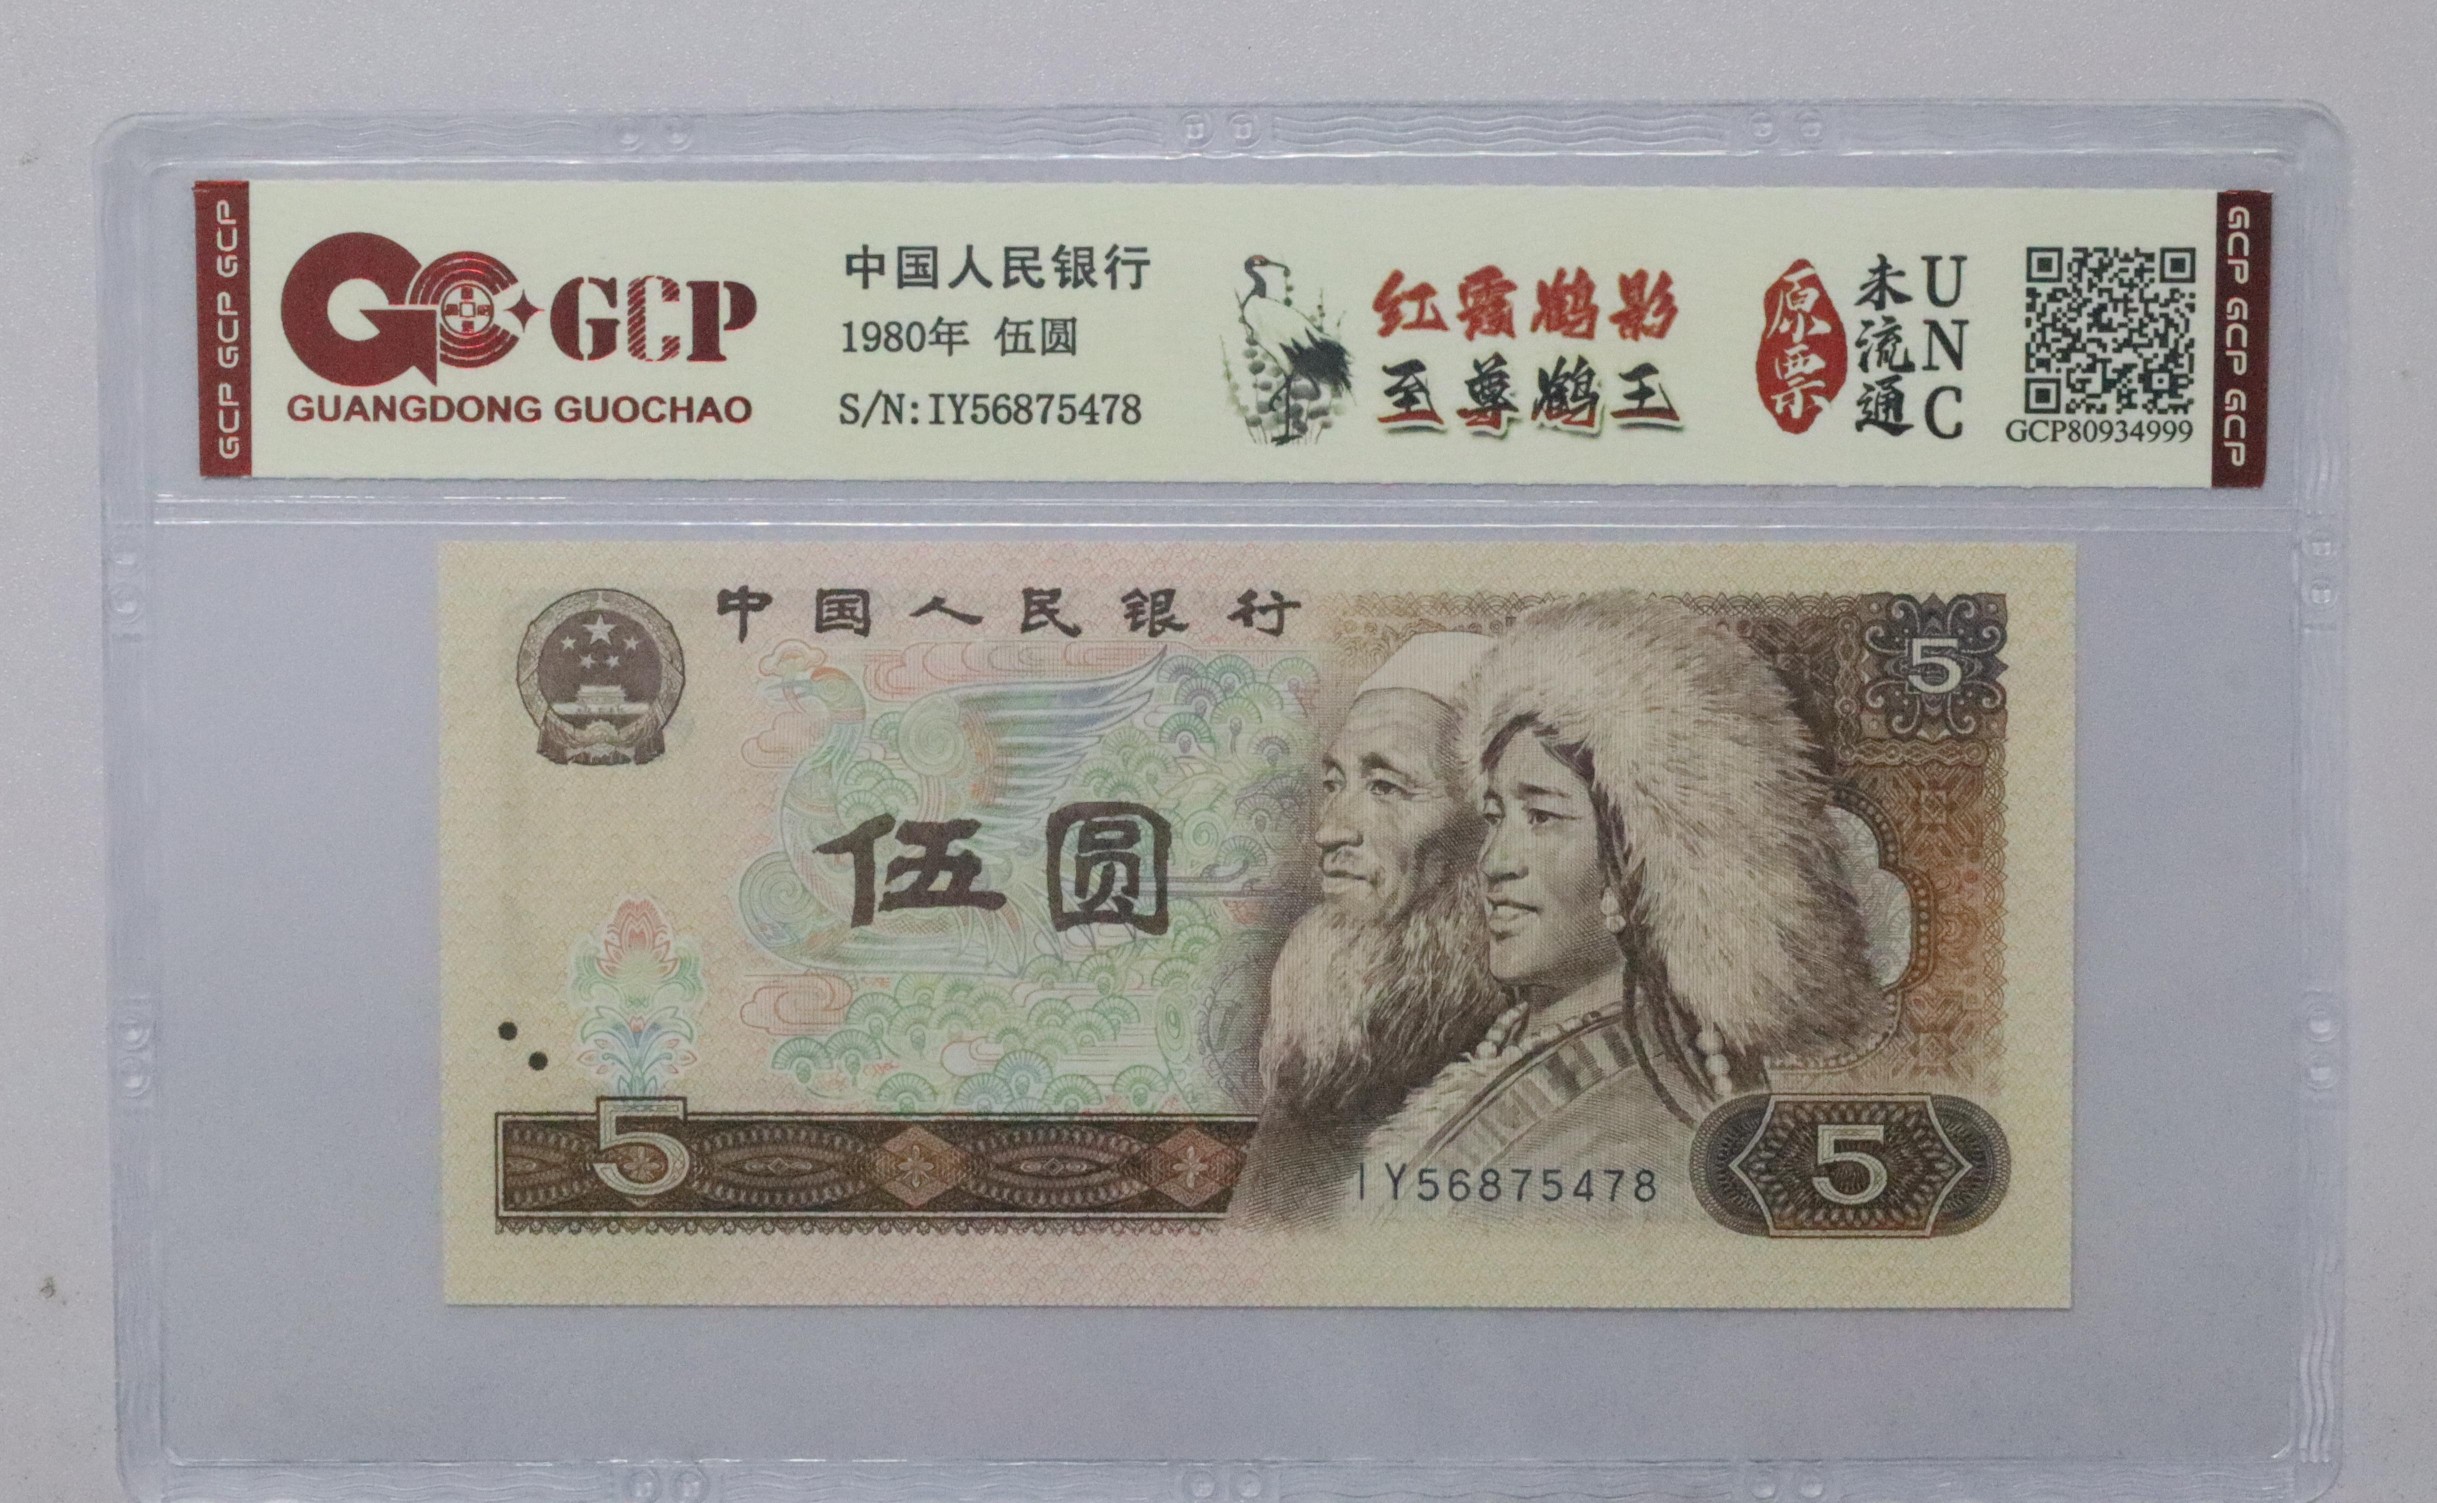 GCP GCP GCP
GCP
GUANGDONG GUOCHAO
中国人民银行
1980年 伍圆
S/N:IY56875478
红霞鹤影
至尊鹤王
原票
未流通
UNC
GCP80934999
GCP GCP GCP
中国人民银行
5
伍圆
5
IY56875478
5